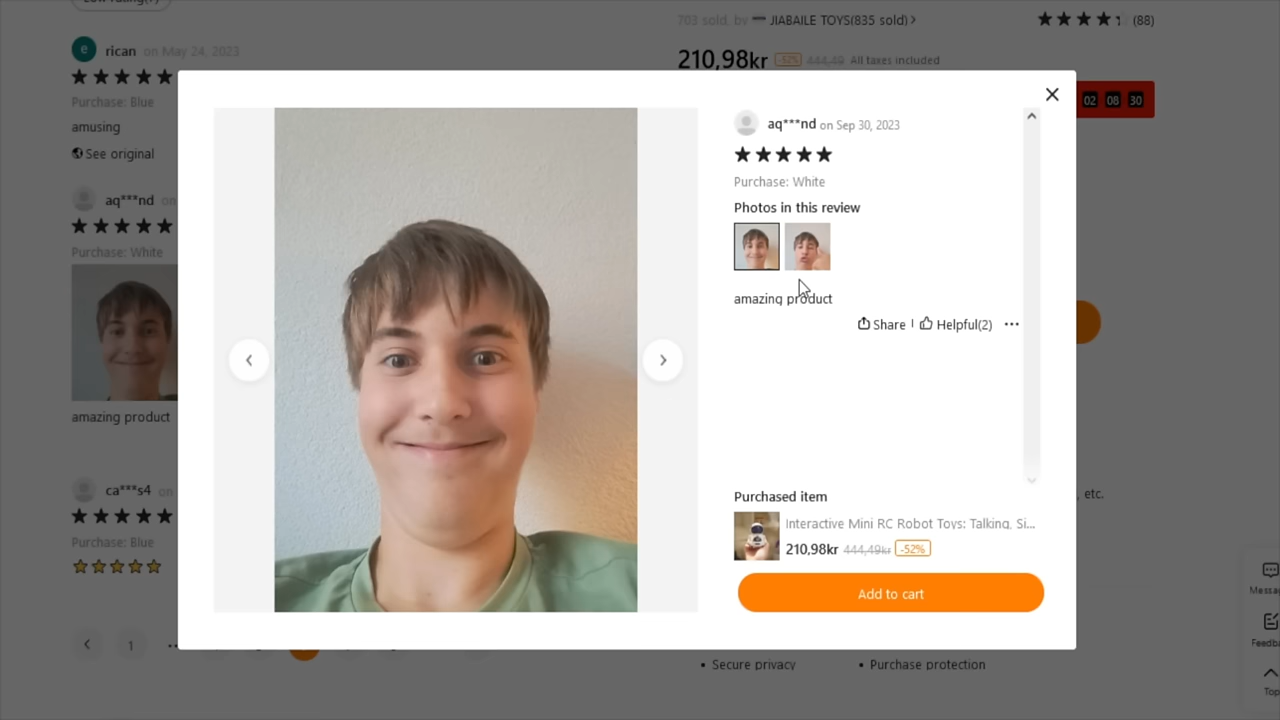 703 sold, by
JIABAILE TOYS(835 sold) >
(88)
e rican on May 24, 2023
210,98kr -52% 444,49 All taxes included
Purchase: Blue
amusing
See original
02 08 30
aq***nd on
Purchase: White
amazing product
ca***s4 on
Purchase: Blue
1
aq***nd on Sep 30, 2023
Purchase: White
Photos in this review
amazing product
Share | Helpful(2) ...
Purchased item
Interactive Mini RC Robot Toys: Talking, Si...
210,98kr 444,49kr -52%
Add to cart
, etc.
Top
• Secure privacy • Purchase protection